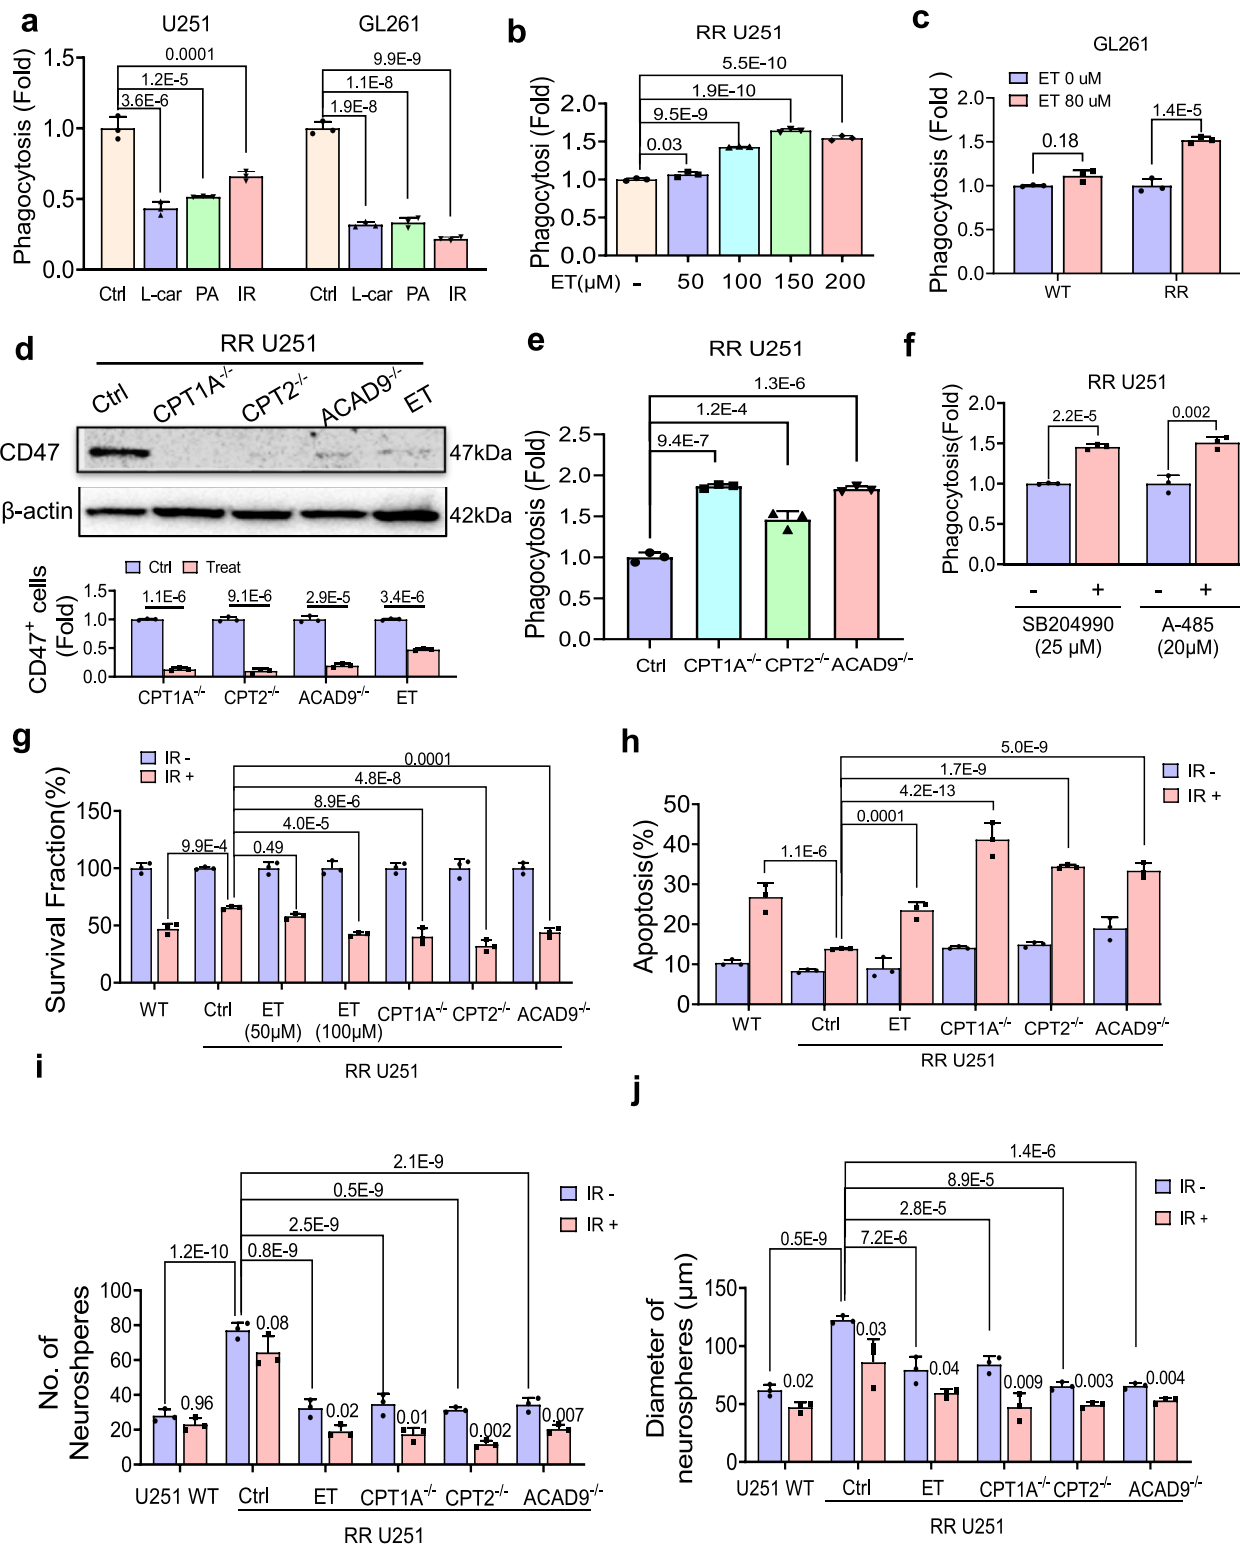 a
U251
GL261
Phagocytosis (Fold)
1.5
1.0
0.5
0.0
0.0001
1.2E-5
3.6E-6
9.9E-9
1.1E-8
1.9E-8
Ctrl L-car PA IR
Ctrl L-car PA IR
b
RR U251
Phagocytosi (Fold)
2.0
1.5
1.0
0.5
0.0
5.5E-10
1.9E-10
9.5E-9
0.03
ET(μM) - 50 100 150 200
c
GL261
ET 0 uM
ET 80 uM
Phagocytosis (Fold )
2.0
1.5
1.0
0.5
0.0
0.18
1.4E-5
WT RR
d
RR U251
Ctrl CPT1A-/- CPT2-/- ACAD9-/- ET
CD47 47kDa
β-actin 42kDa
Ctrl Treat
CD47+ cells
(Fold)
1.5
1.0
0.5
0.0
1.1E-6 9.1E-6 2.9E-5 3.4E-6
CPT1A-/- CPT2-/- ACAD9-/- ET
e
RR U251
Phagocytosis (Fold)
2.5
2.0
1.5
1.0
0.5
0.0
1.3E-6
1.2E-4
9.4E-7
Ctrl CPT1A-/- CPT2-/- ACAD9-/-
f
RR U251
Phagocytosis(Fold)
2.0
1.5
1.0
0.5
0.0
2.2E-5
0.002
- + - +
SB204990 A-485
(25 μM) (20μM)
g
IR -
IR +
Survival Fraction(%)
150
100
50
0
0.0001
4.8E-8
8.9E-6
4.0E-5
9.9E-4
0.49
WT Ctrl ET ET CPT1A-/- CPT2-/- ACAD9-/-
(50μM) (100μM)
RR U251
h
IR -
IR +
Apoptosis(%)
50
40
30
20
10
0
5.0E-9
1.7E-9
4.2E-13
0.0001
1.1E-6
WT Ctrl ET CPT1A-/- CPT2-/- ACAD9-/-
RR U251
i
IR -
IR +
No. of
Neuroshperes
100
80
60
40
20
0
2.1E-9
0.5E-9
2.5E-9
1.2E-10
0.8E-9
0.96 0.08 0.02 0.01 0.002 0.007
U251 WT Ctrl ET CPT1A-/- CPT2-/- ACAD9-/-
RR U251
j
IR -
IR +
Diameter of
neurospheres (μm)
150
100
50
0
1.4E-6
8.9E-5
2.8E-5
0.5E-9
7.2E-6
0.02 0.03 0.04 0.009 0.003 0.004
U251 WT Ctrl ET CPT1A-/- CPT2-/- ACAD9-/-
RR U251